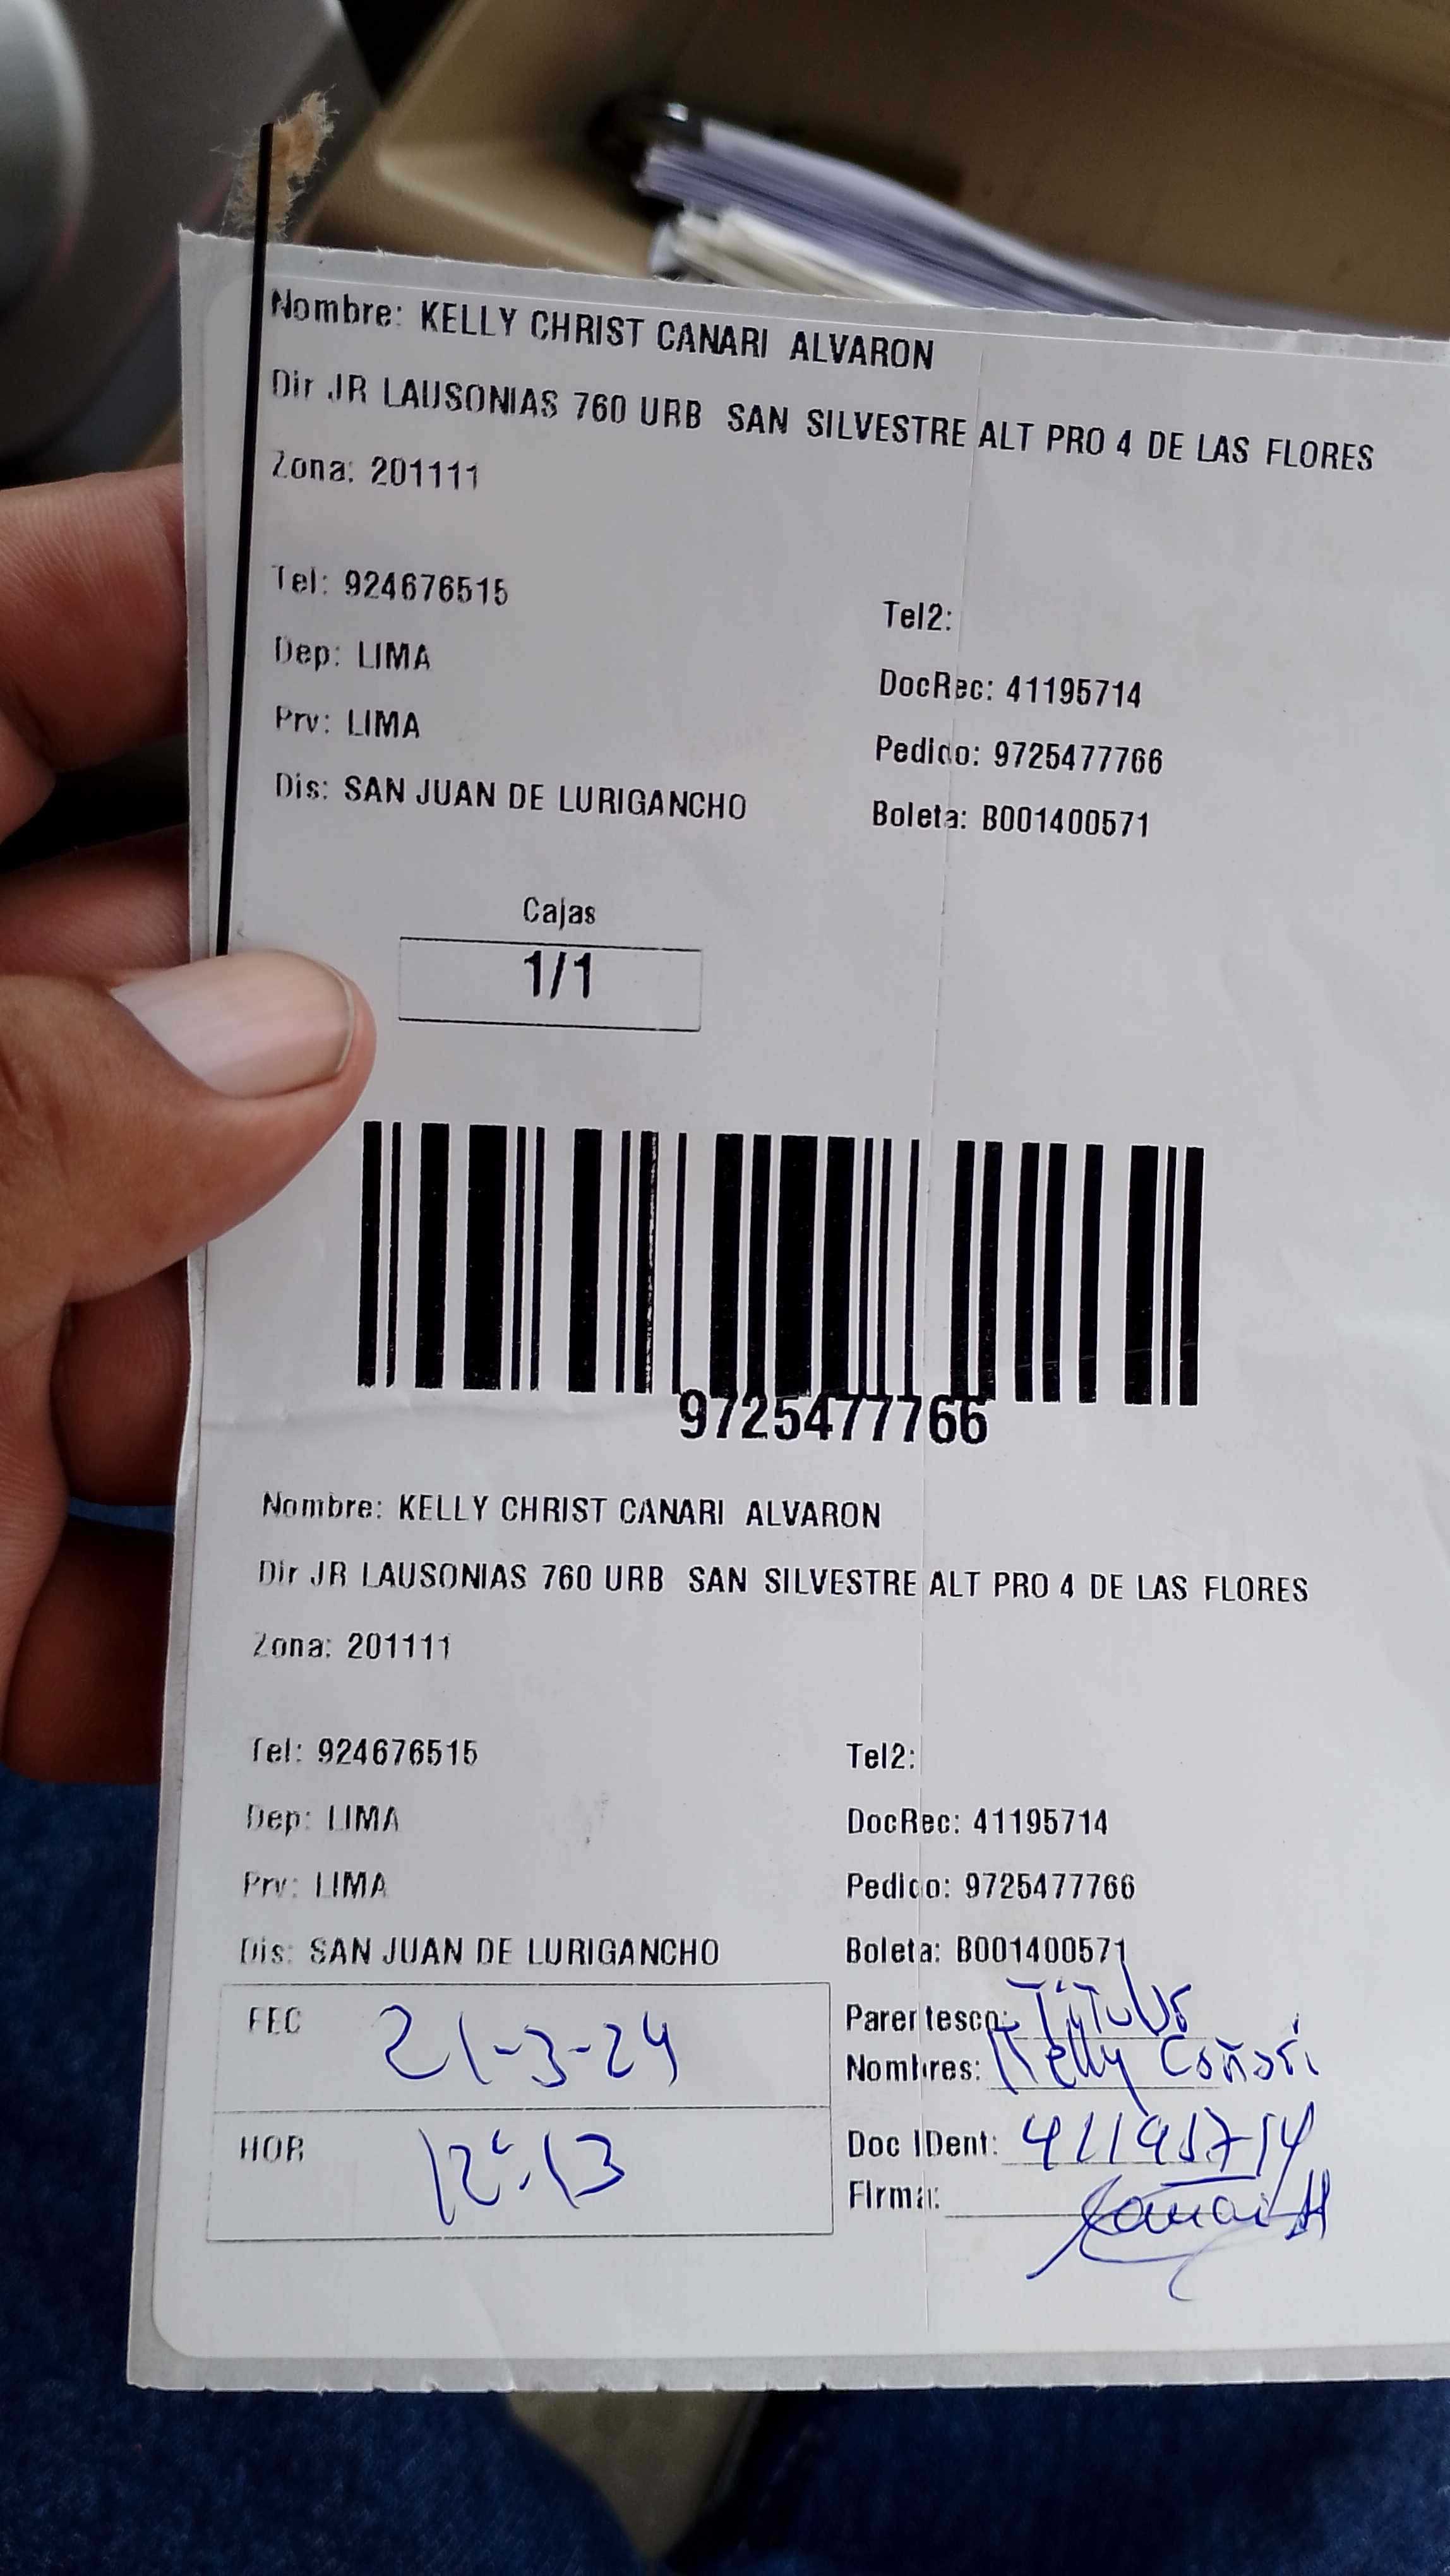 Nombre: KELLY CHRIST CANARI ALVARON
Dir JR LAUSONIAS 760 URB SAN SILVESTRE ALT PRO 4 DE LAS FLORES
Zona: 201111
Tel: 924676515
Tel2:
Dep: LIMA
DocRec: 41195714
Prv: LIMA
Pedido: 9725477766
Dis: SAN JUAN DE LURIGANCHO
Boleta: B001400571
Cajas
1/1
9725477766
Nombre: KELLY CHRIST CANARI ALVARON
Dir JR LAUSONIAS 760 URB SAN SILVESTRE ALT PRO 4 DE LAS FLORES
Zona: 201111
Tel: 924676515
Tel2:
Dep: LIMA
DocRec: 41195714
Prv: LIMA
Pedido: 9725477766
Dis: SAN JUAN DE LURIGANCHO
Boleta: B001400571
FEC 21-3-24
Parentesco: Titular
Nombres: Kelly Cañari
HOR 12:13
Doc IDent: 41195714
Firma: